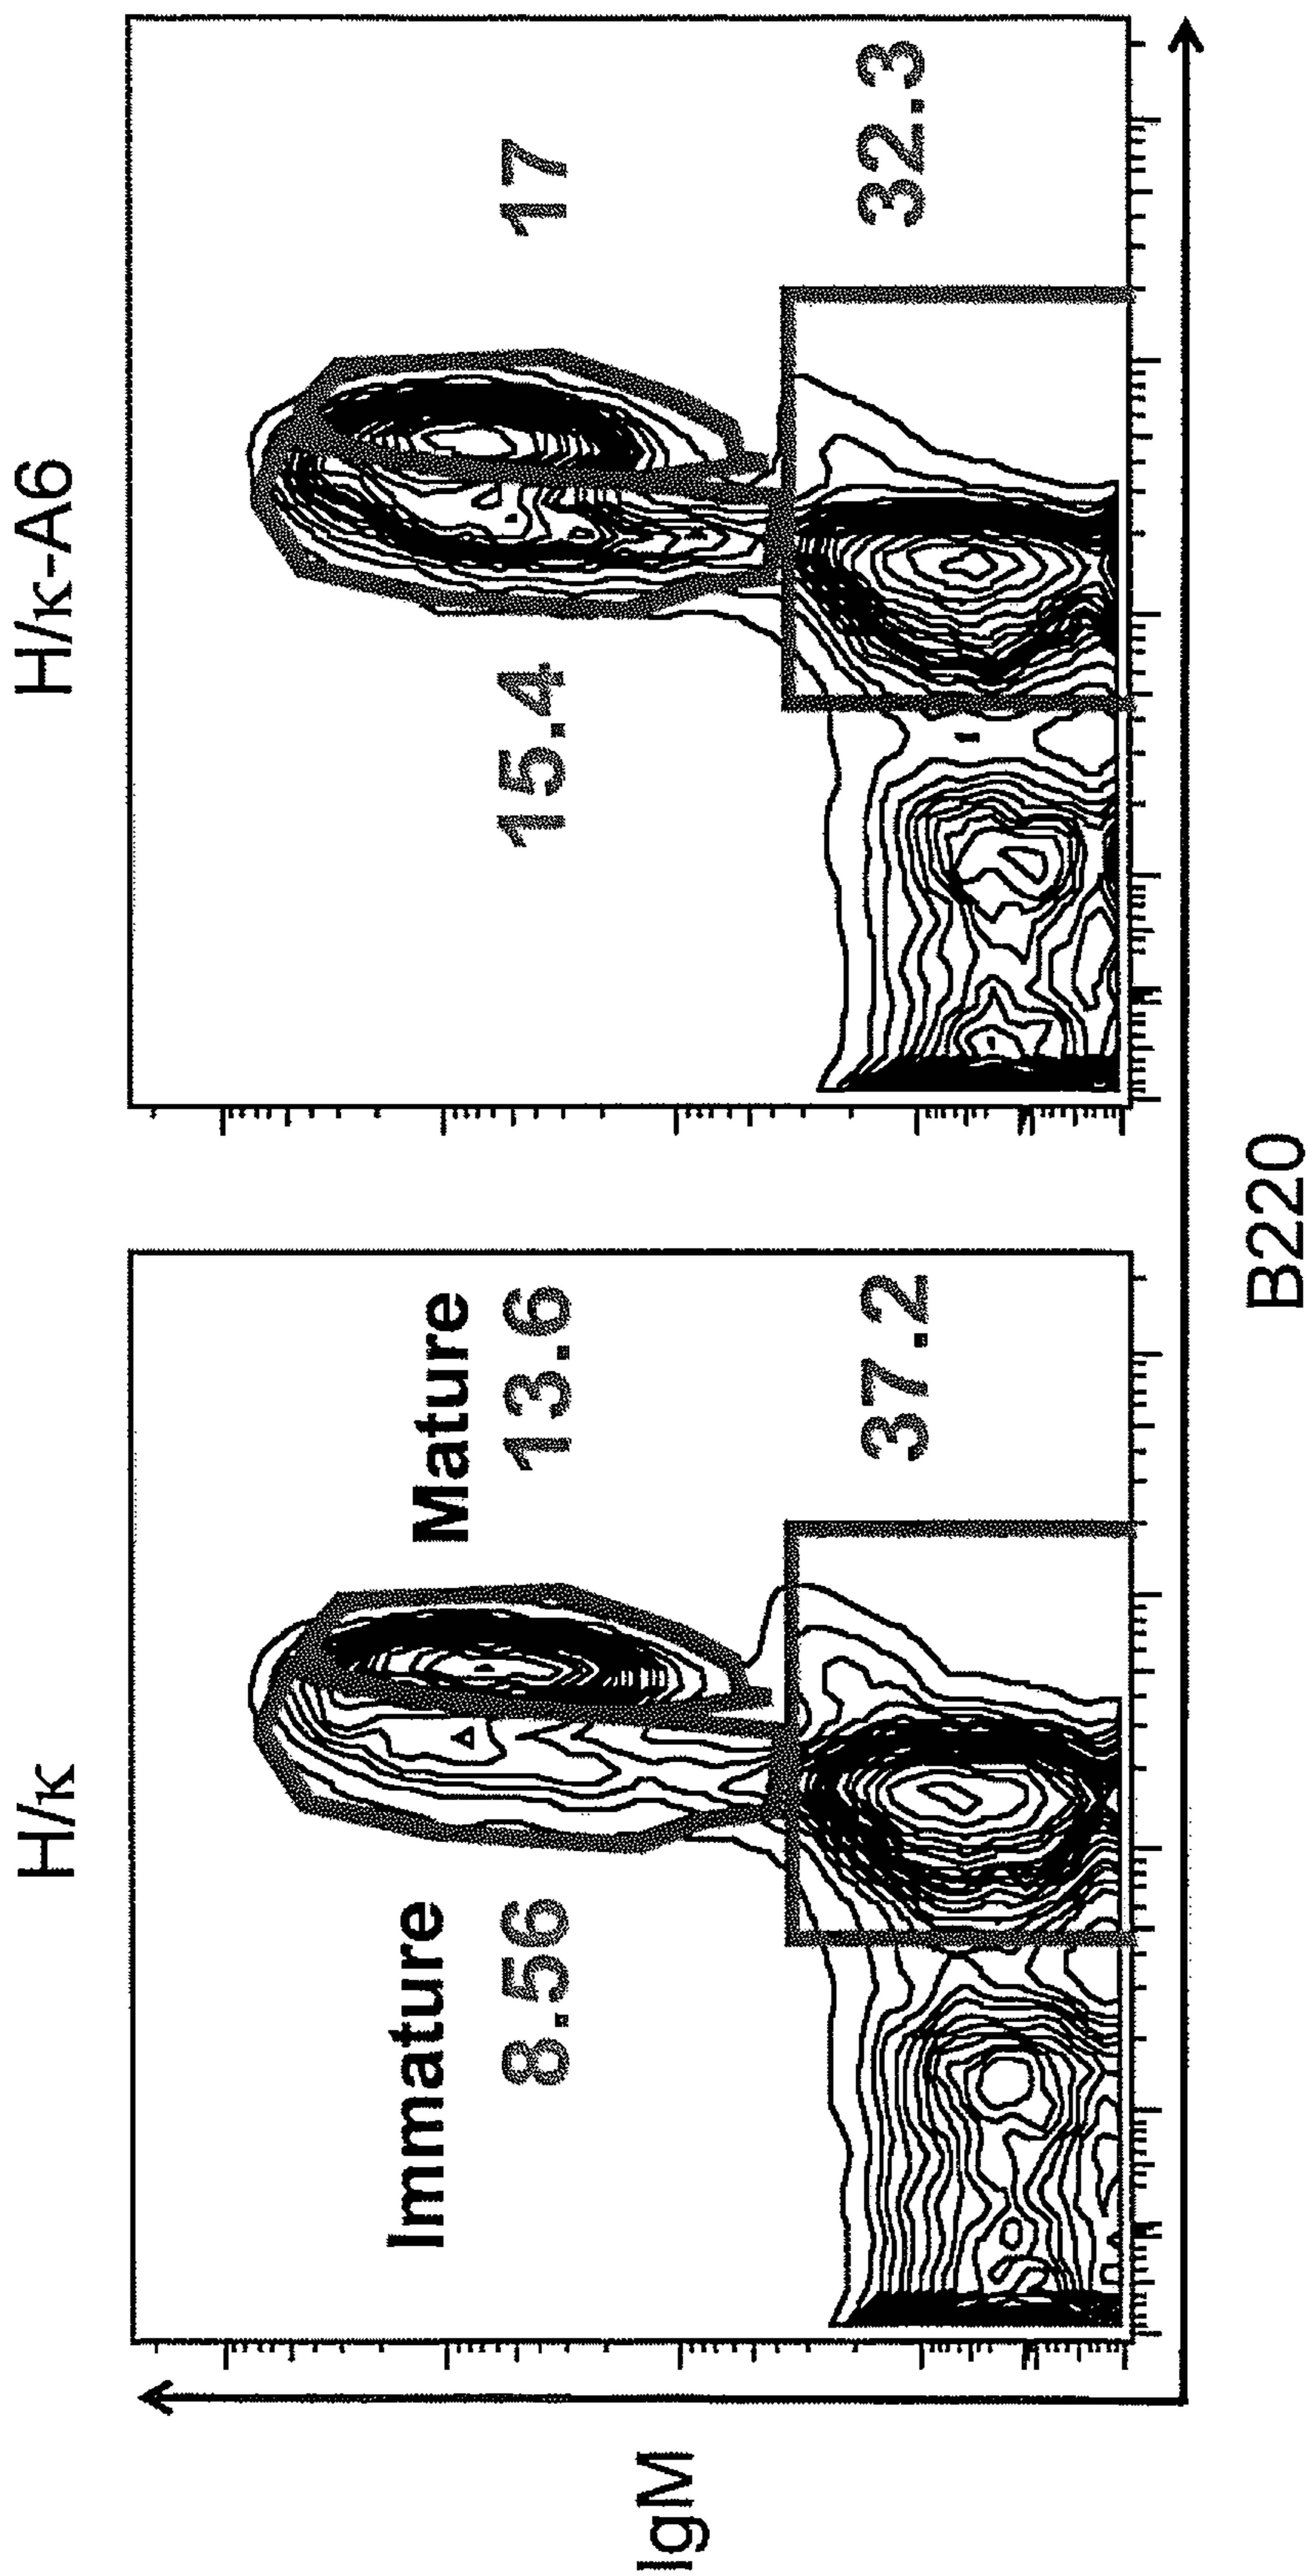 H/κ
H/κ-A6
Immature
8.56
Mature
13.6
37.2
15.4
17
32.3
IgM
B220